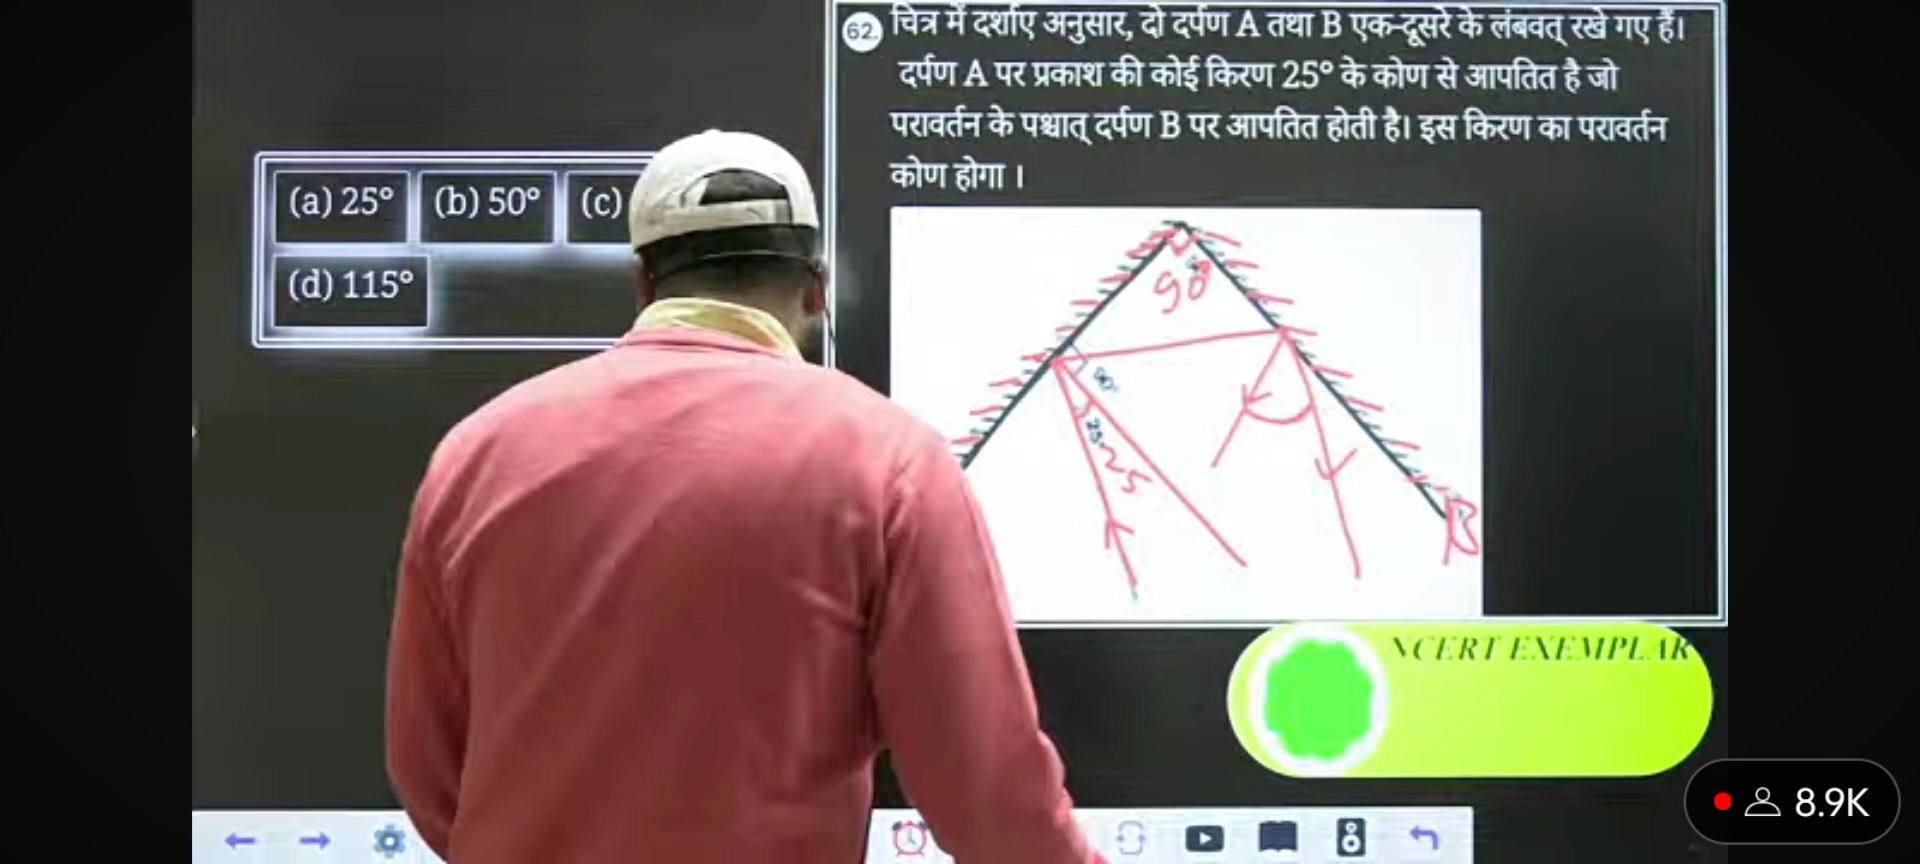 62. चित्र में दर्शाए अनुसार, दो दर्पण A तथा B एक-दूसरे के लंबवत् रखे गए हैं।
दर्पण A पर प्रकाश की कोई किरण 25° के कोण से आपतित है जो
परावर्तन के पश्चात् दर्पण B पर आपतित होती है। इस किरण का परावर्तन
कोण होगा ।
(a) 25° (b) 50° (c)
(d) 115°
90
90
25
25
B
NCERT EXEMPLAR
8.9K